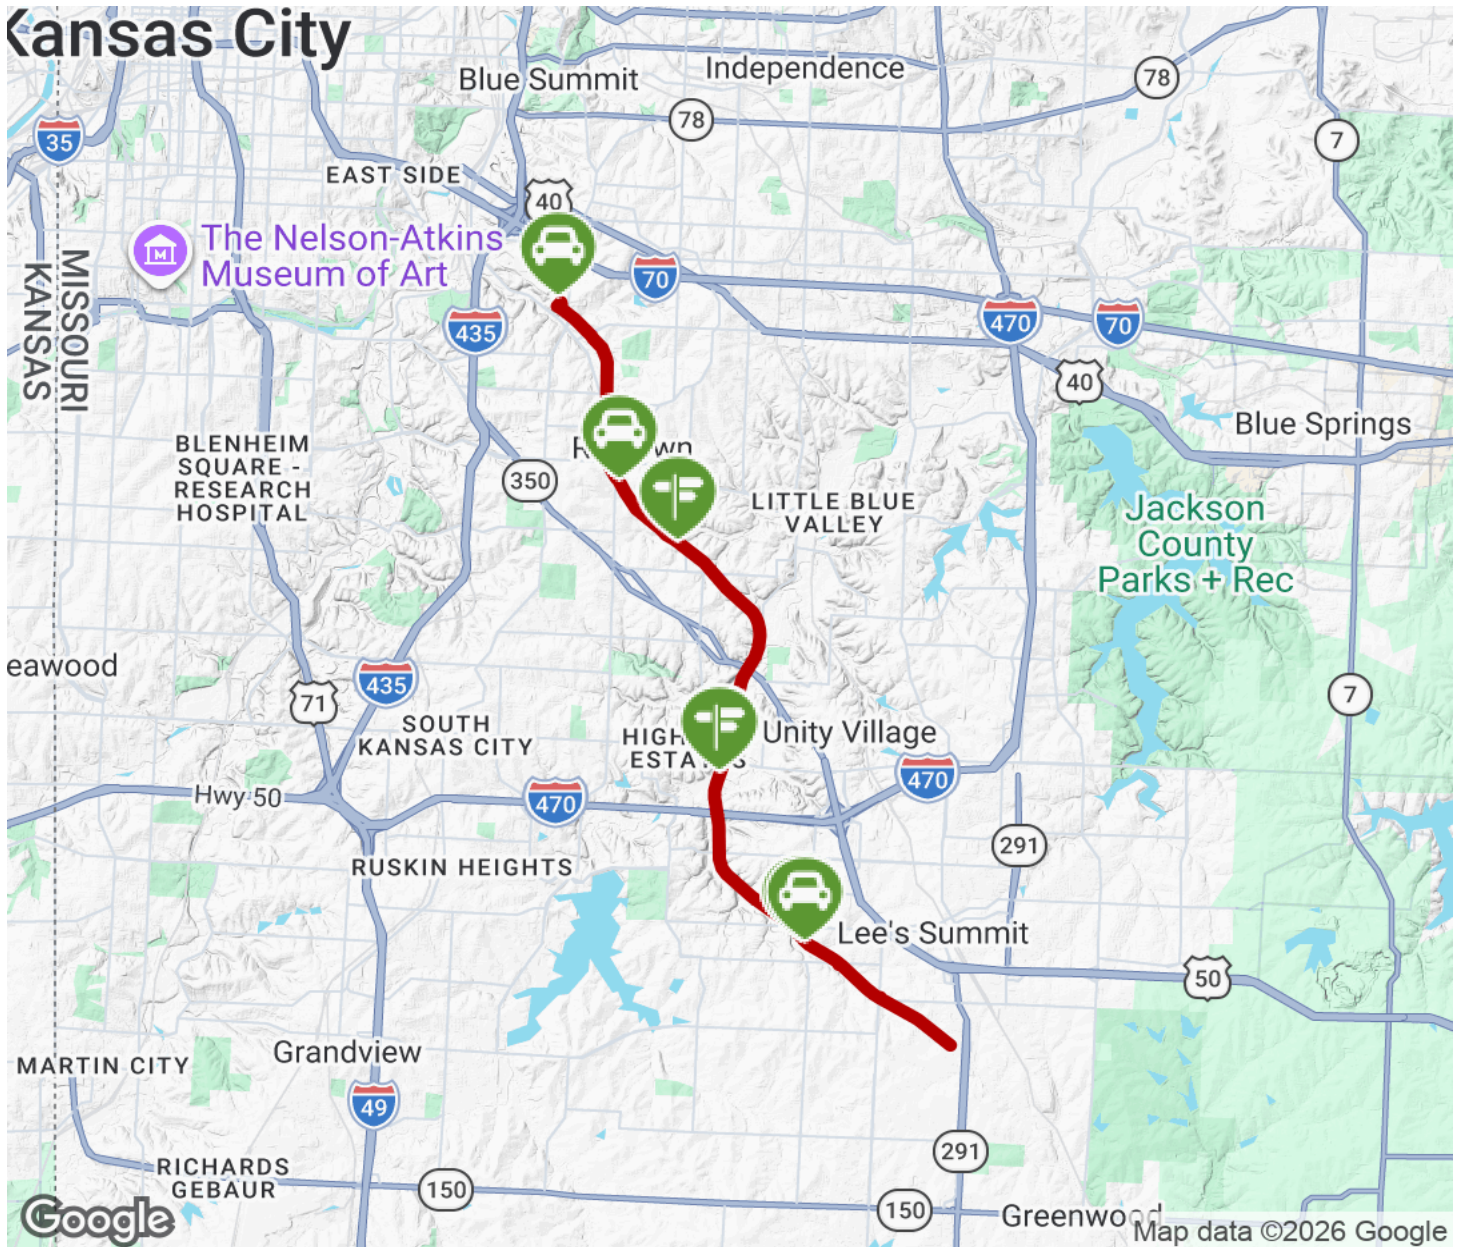 Kansas City
Blue Summit
Independence
78
78
35
7
EAST SIDE
40
The Nelson-Atkins
Museum of Art
70
MISSOURI
KANSAS
435
470
70
40
Blue Springs
BLENHEIM
SQUARE -
RESEARCH
HOSPITAL
350
LITTLE BLUE
VALLEY
Jackson
County
Parks + Rec
eawood
435
71
7
SOUTH
KANSAS CITY
Unity Village
HIGH
ESTA S
470
Hwy 50
470
291
RUSKIN HEIGHTS
Lee's Summit
50
Grandview
MARTIN CITY
49
291
RICHARDS
GEBAUR
150
150
Greenwood
Google
Map data ©2026 Google